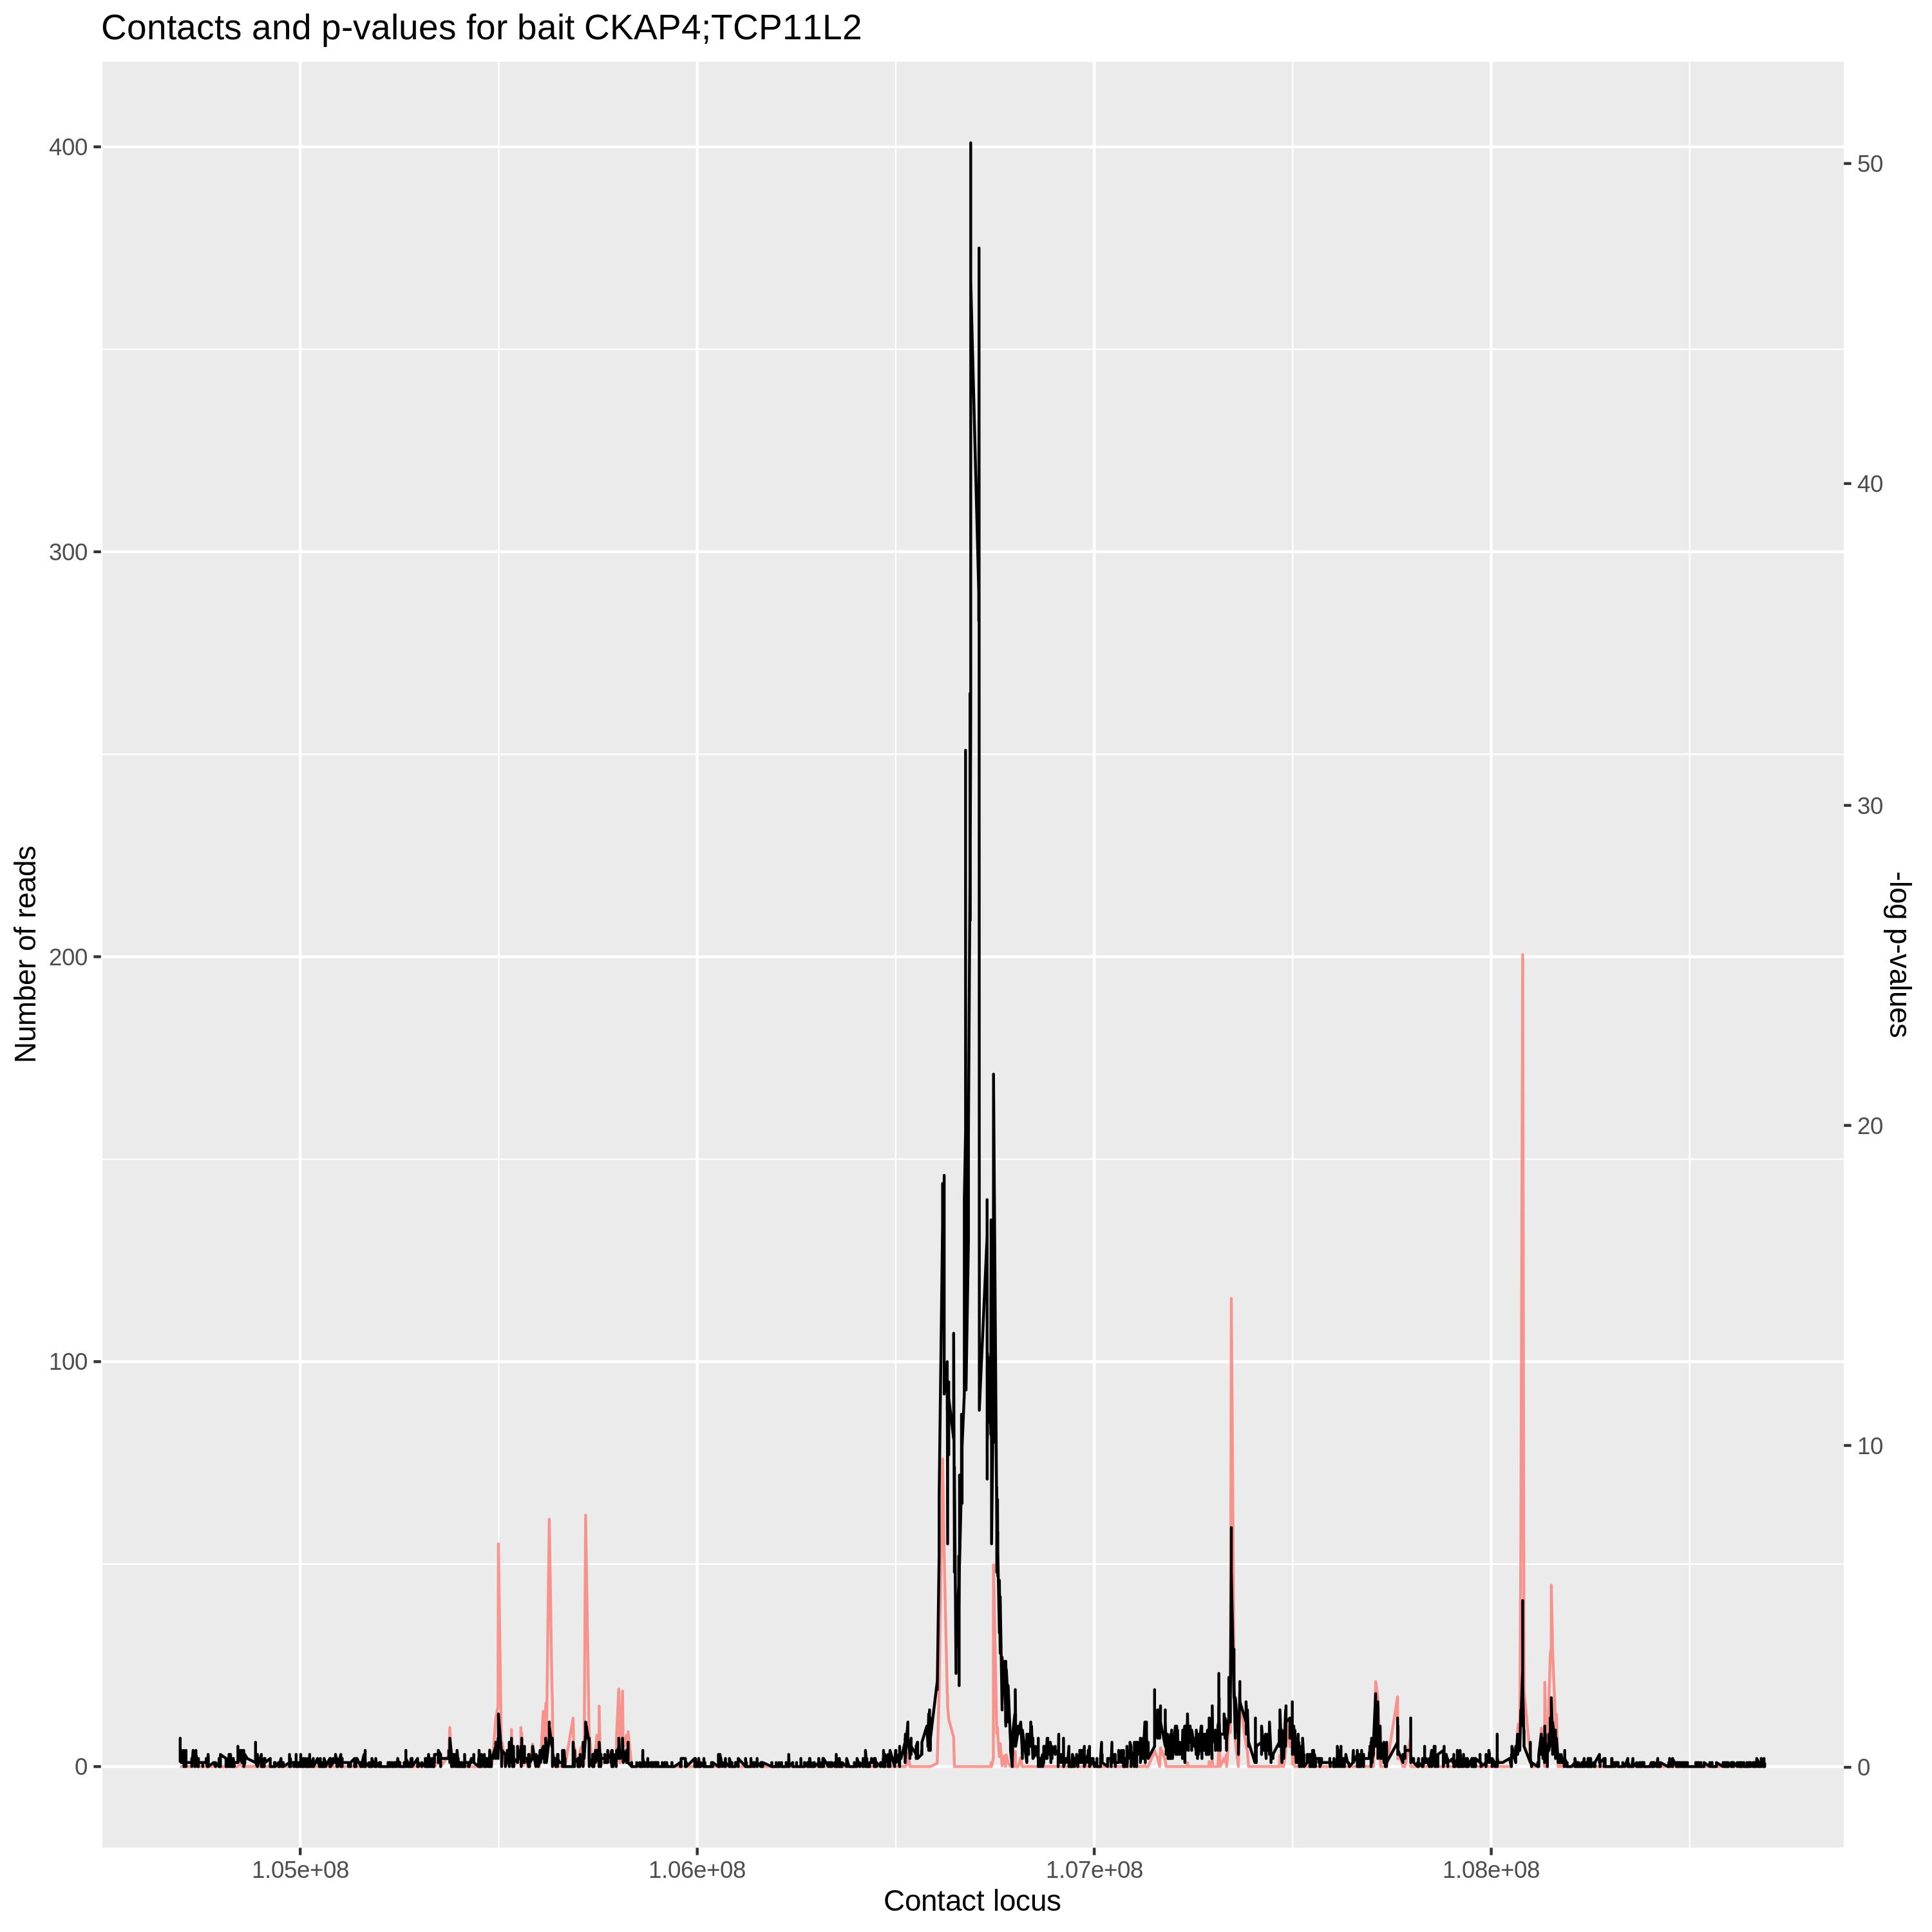 Contacts and p-values for bait CKAP4;TCP11L2
400
300
200
100
0
Number of reads
50
40
30
20
10
0
-log p-values
1.05e+08
1.06e+08
1.07e+08
1.08e+08
Contact locus